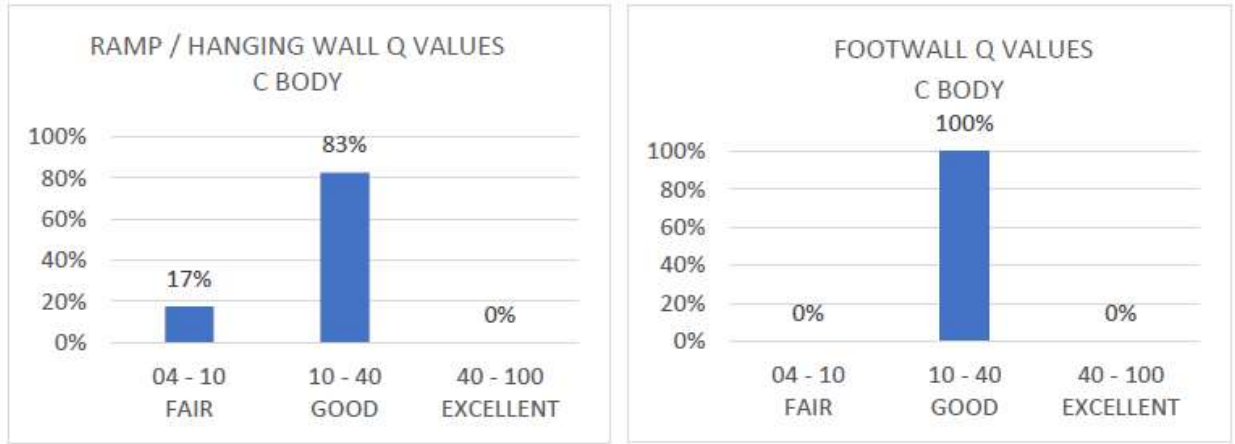 RAMP / HANGING WALL Q VALUES
C BODY
100%
80%
60%
40%
20%
0%
17%
83%
0%
04 - 10
FAIR
10 - 40
GOOD
40 - 100
EXCELLENT
FOOTWALL Q VALUES
C BODY
100%
80%
60%
40%
20%
0%
0%
100%
0%
04 - 10
FAIR
10 - 40
GOOD
40 - 100
EXCELLENT